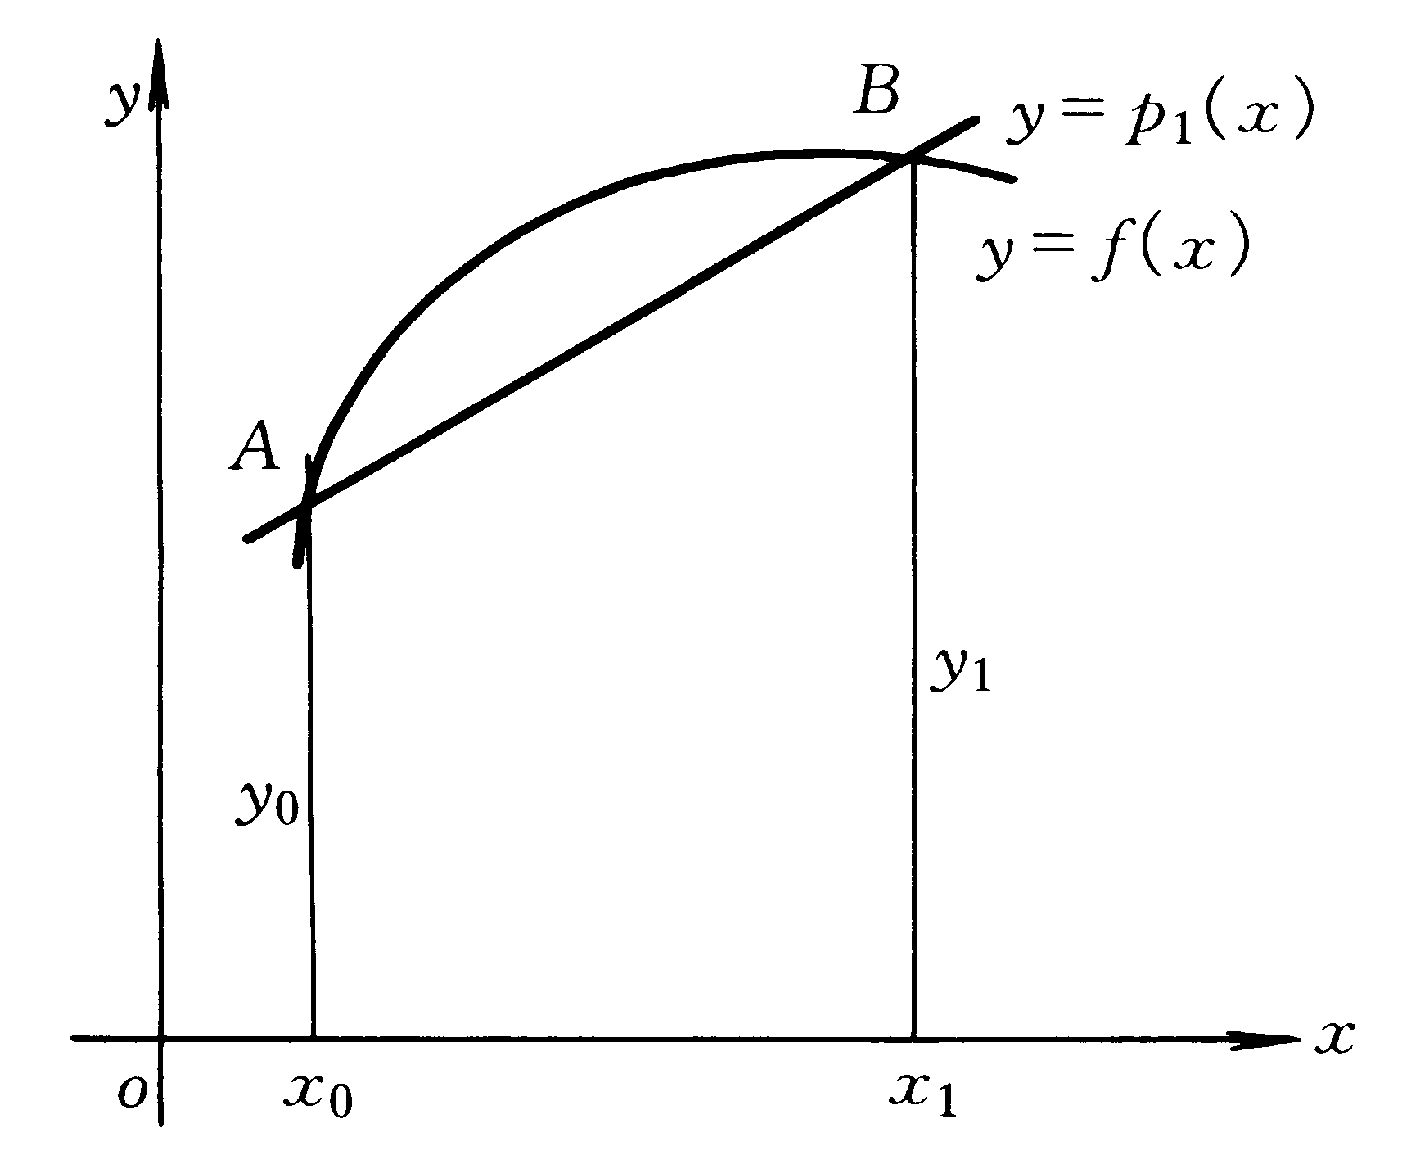 y
B
y = p₁(x)
y = f(x)
A
y₁
y₀
x
o
x₀
x₁